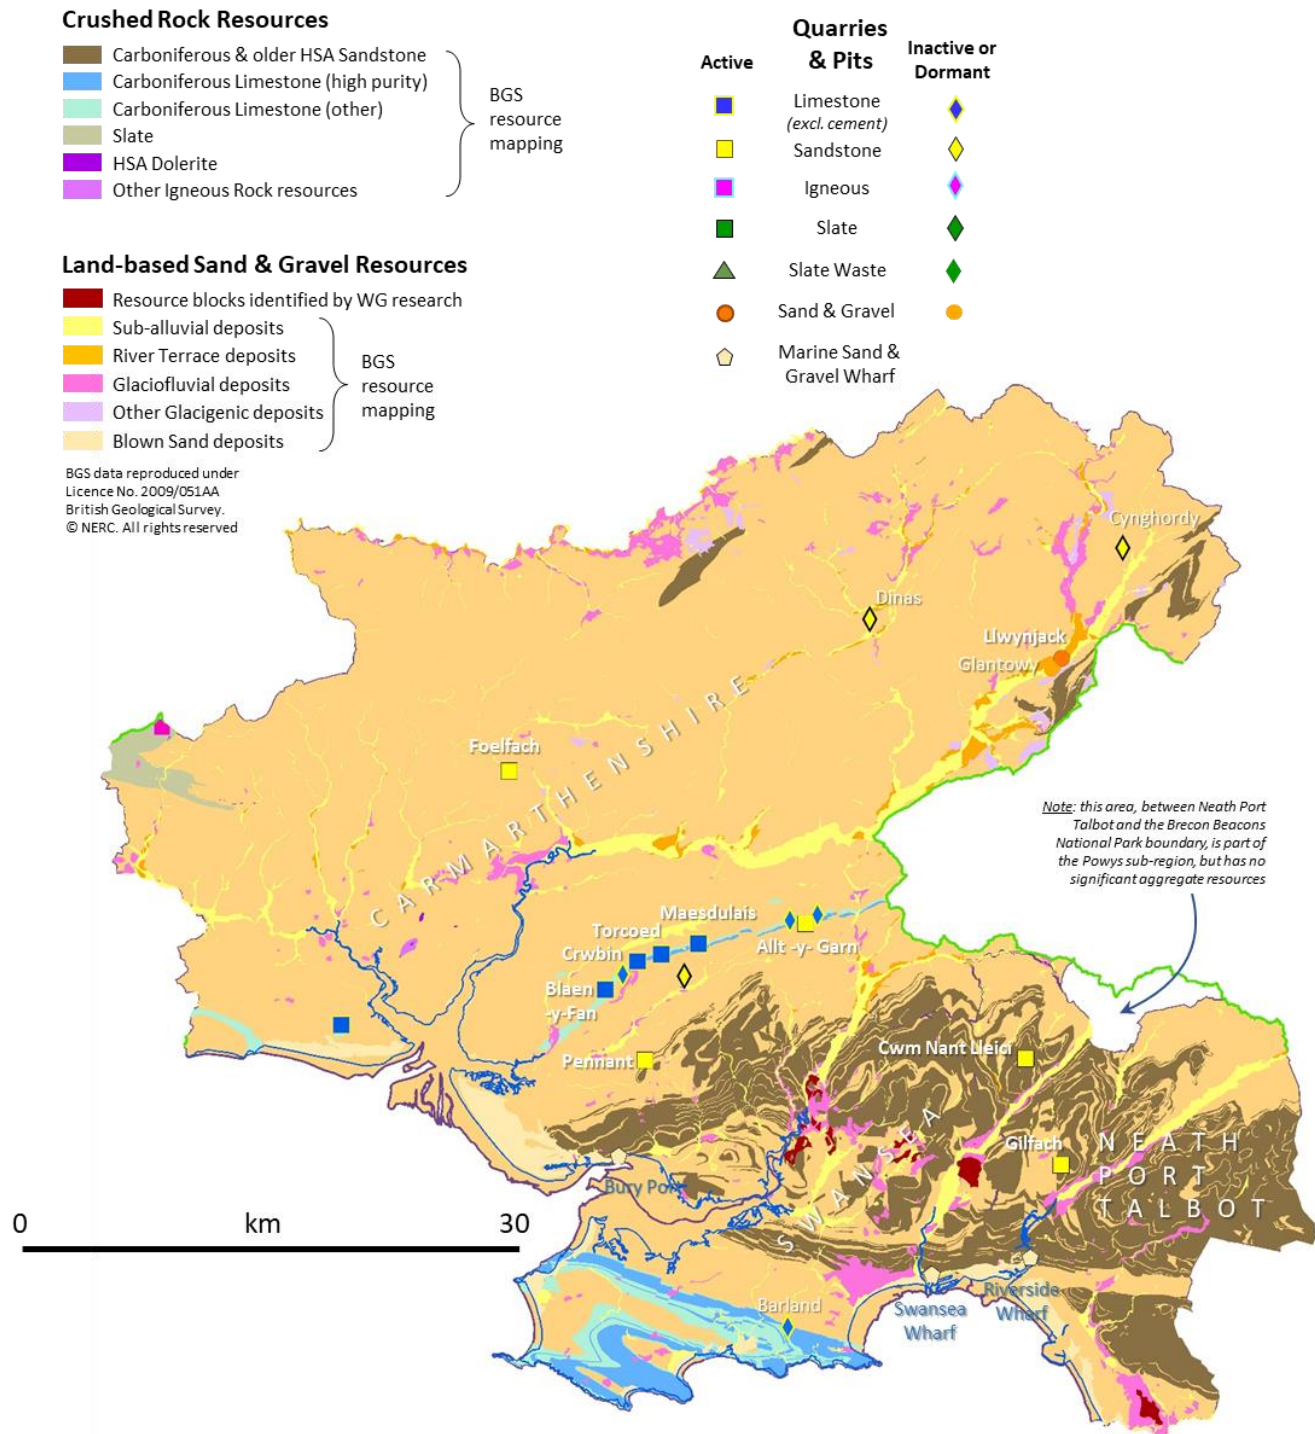 Crushed Rock Resources
Carboniferous & older HSA Sandstone
Carboniferous Limestone (high purity)
Carboniferous Limestone (other)
Slate
HSA Dolerite
Other Igneous Rock resources
BGS
resource
mapping
Land-based Sand & Gravel Resources
Resource blocks identified by WG research
Sub-alluvial deposits
River Terrace deposits
Glaciofluvial deposits
Other Glacigenic deposits
Blown Sand deposits
BGS
resource
mapping
BGS data reproduced under
Licence No. 2009/051AA
British Geological Survey.
© NERC. All rights reserved
Quarries
& Pits
Active
Inactive or
Dormant
Limestone
(excl. cement)
Sandstone
Igneous
Slate
Slate Waste
Sand & Gravel
Marine Sand &
Gravel Wharf
Cynghordy
Dinas
Llwynjack
Glantowy
CARMARTHENSHIRE
Foelfach
Note: this area, between Neath Port
Talbot and the Brecon Beacons
National Park boundary, is part of
the Powys sub-region, but has no
significant aggregate resources
Maesdulais
Torcoed
Crwbin
Allt -y- Garn
Blaen
-y-Fan
Pennant
Cwm Nant Lleici
SWANSEA
Gilfach
NEATH
PORT
TALBOT
Bury Port
0 km 30
Barland
Swansea
Wharf
Riverside
Wharf